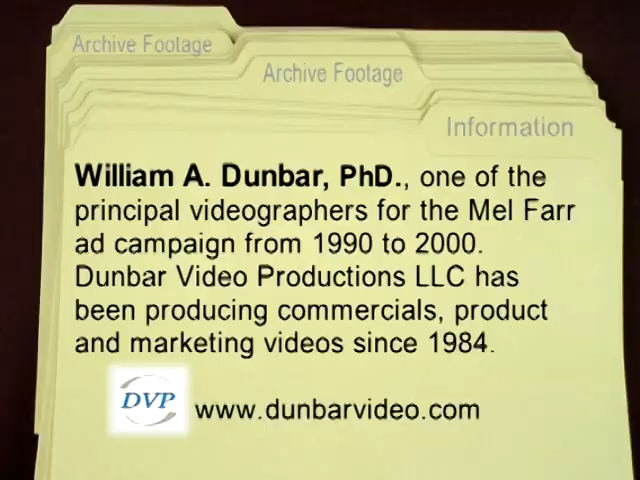 Archive Footage
Archive Footage
Information
William A. Dunbar, PhD., one of the
principal videographers for the Mel Farr
ad campaign from 1990 to 2000.
Dunbar Video Productions LLC has
been producing commercials, product
and marketing videos since 1984.
DVP www.dunbarvideo.com